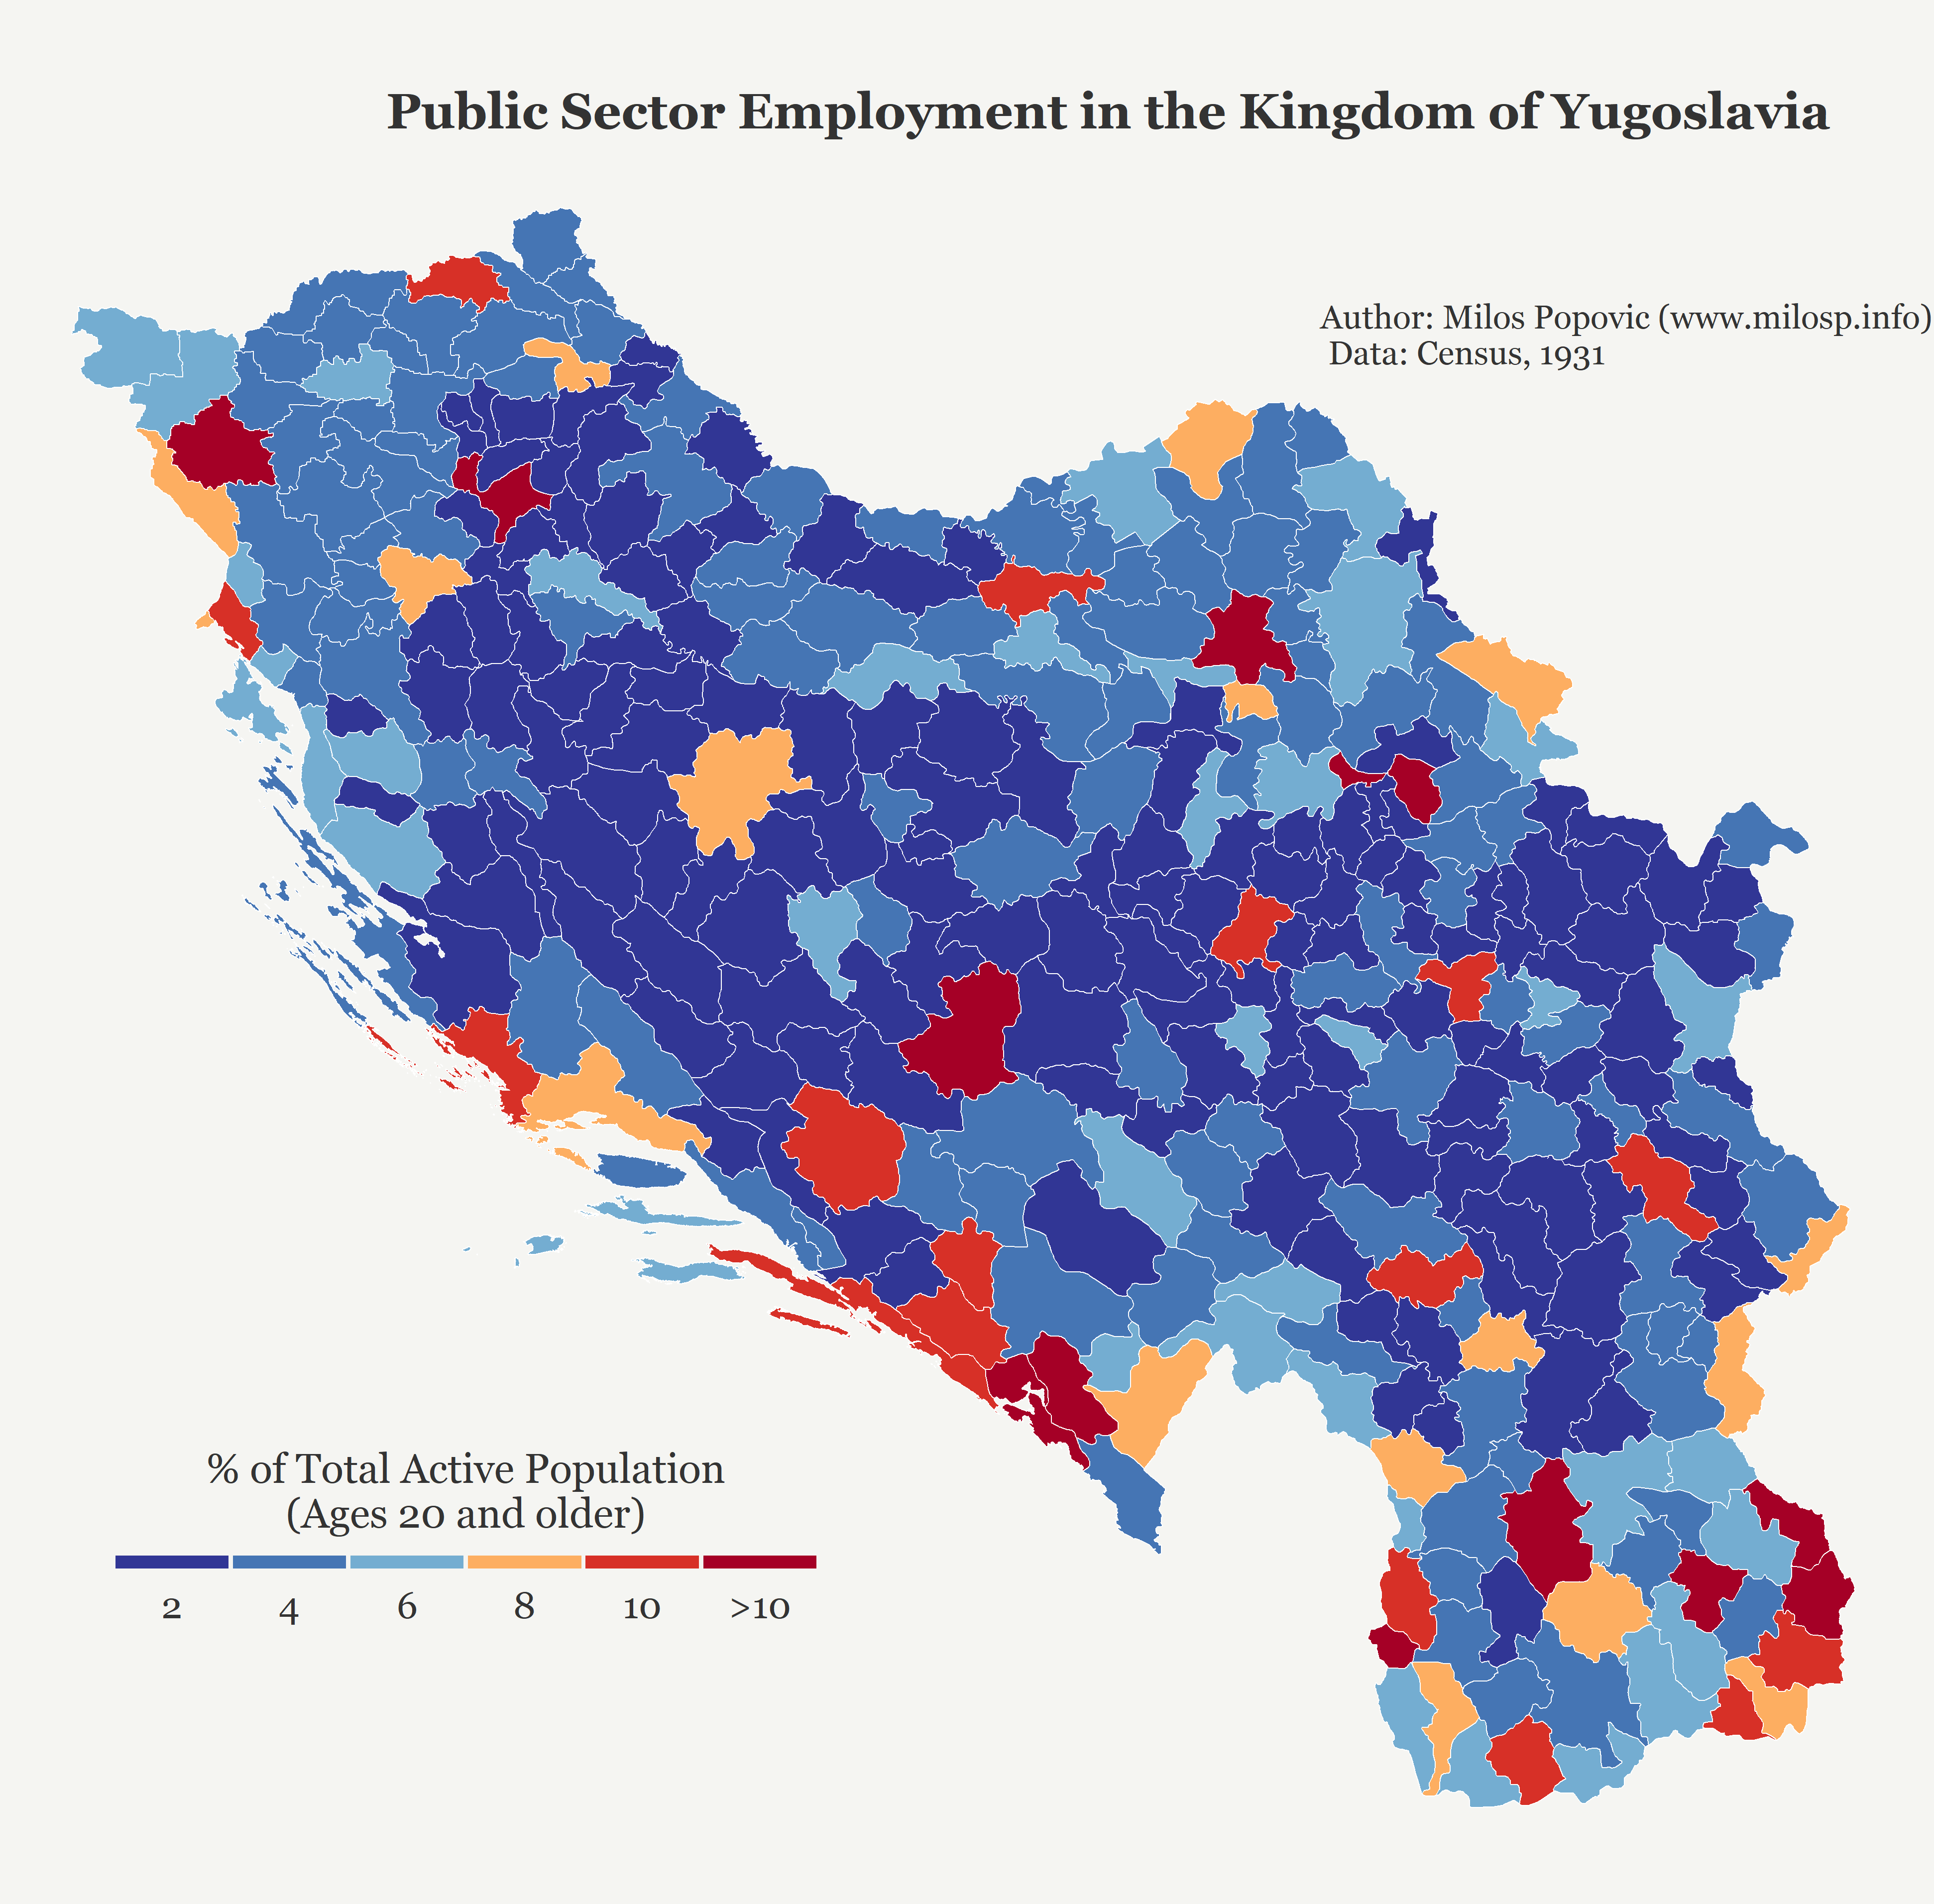 Public Sector Employment in the Kingdom of Yugoslavia
Author: Milos Popovic (www.milosp.info)
Data: Census, 1931
% of Total Active Population
(Ages 20 and older)
2 4 6 8 10 >10